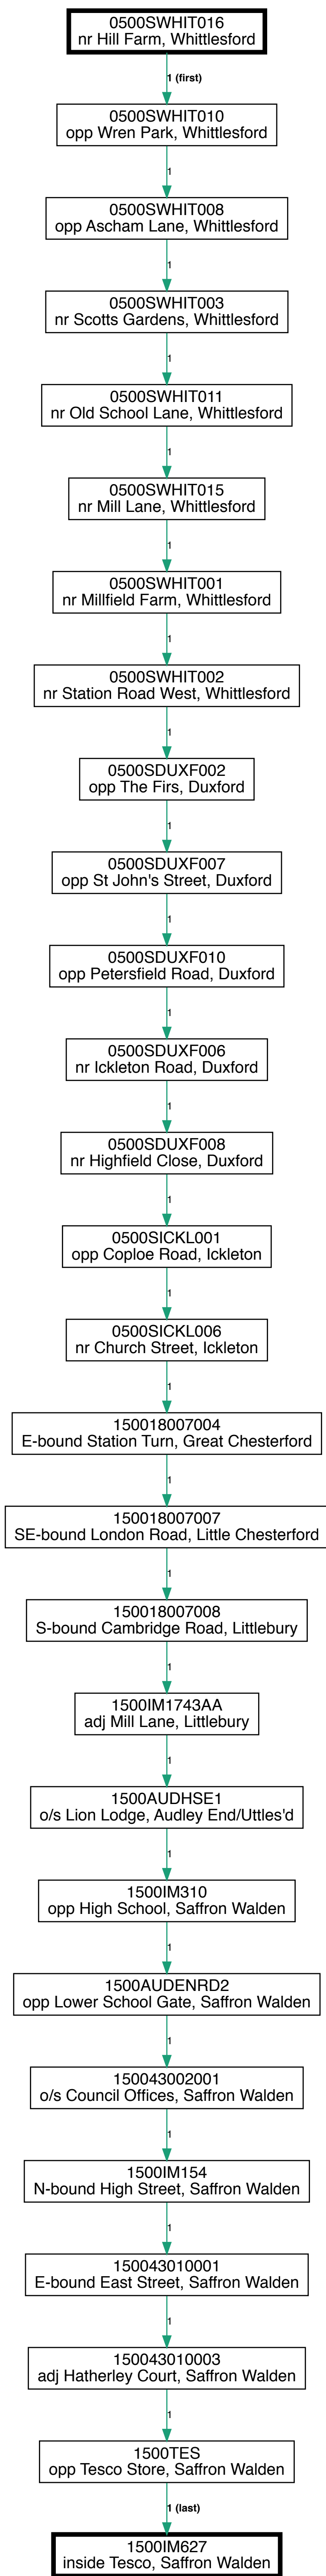 0500SWHIT016
nr Hill Farm, Whittlesford
1 (first)
0500SWHIT010
opp Wren Park, Whittlesford
1
0500SWHIT008
opp Ascham Lane, Whittlesford
1
0500SWHIT003
nr Scotts Gardens, Whittlesford
1
0500SWHIT011
nr Old School Lane, Whittlesford
1
0500SWHIT015
nr Mill Lane, Whittlesford
1
0500SWHIT001
nr Millfield Farm, Whittlesford
1
0500SWHIT002
nr Station Road West, Whittlesford
1
0500SDUXF002
opp The Firs, Duxford
1
0500SDUXF007
opp St John's Street, Duxford
1
0500SDUXF010
opp Petersfield Road, Duxford
1
0500SDUXF006
nr Ickleton Road, Duxford
1
0500SDUXF008
nr Highfield Close, Duxford
1
0500SICKL001
opp Coploe Road, Ickleton
1
0500SICKL006
nr Church Street, Ickleton
1
150018007004
E-bound Station Turn, Great Chesterford
1
150018007007
SE-bound London Road, Little Chesterford
1
150018007008
S-bound Cambridge Road, Littlebury
1
1500IM1743AA
adj Mill Lane, Littlebury
1
1500AUDHSE1
o/s Lion Lodge, Audley End/Uttles'd
1
1500IM310
opp High School, Saffron Walden
1
1500AUDENRD2
opp Lower School Gate, Saffron Walden
1
150043002001
o/s Council Offices, Saffron Walden
1
1500IM154
N-bound High Street, Saffron Walden
1
150043010001
E-bound East Street, Saffron Walden
1
150043010003
adj Hatherley Court, Saffron Walden
1
1500TES
opp Tesco Store, Saffron Walden
1 (last)
1500IM627
inside Tesco, Saffron Walden